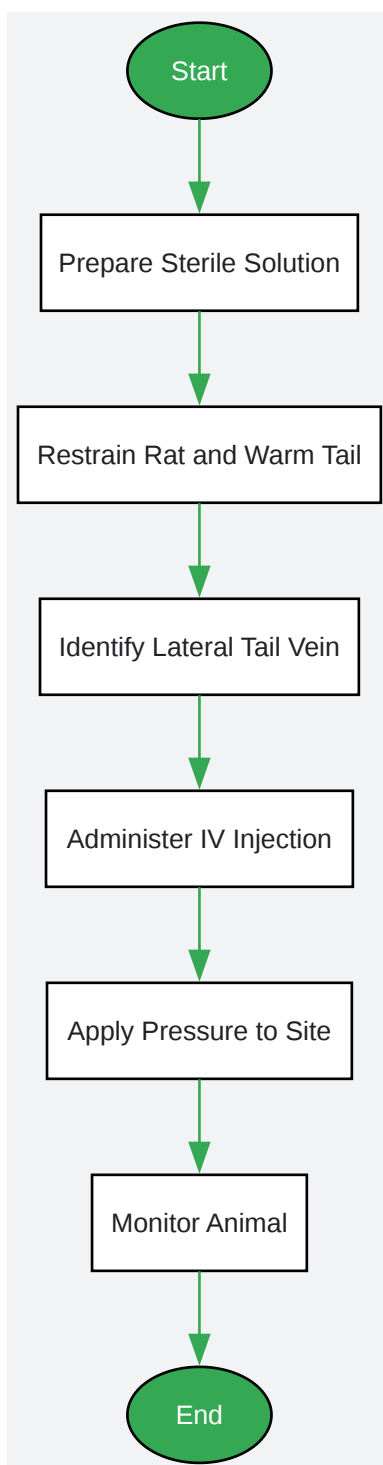 Start
Prepare Sterile Solution
Restrain Rat and Warm Tail
Identify Lateral Tail Vein
Administer IV Injection
Apply Pressure to Site
Monitor Animal
End